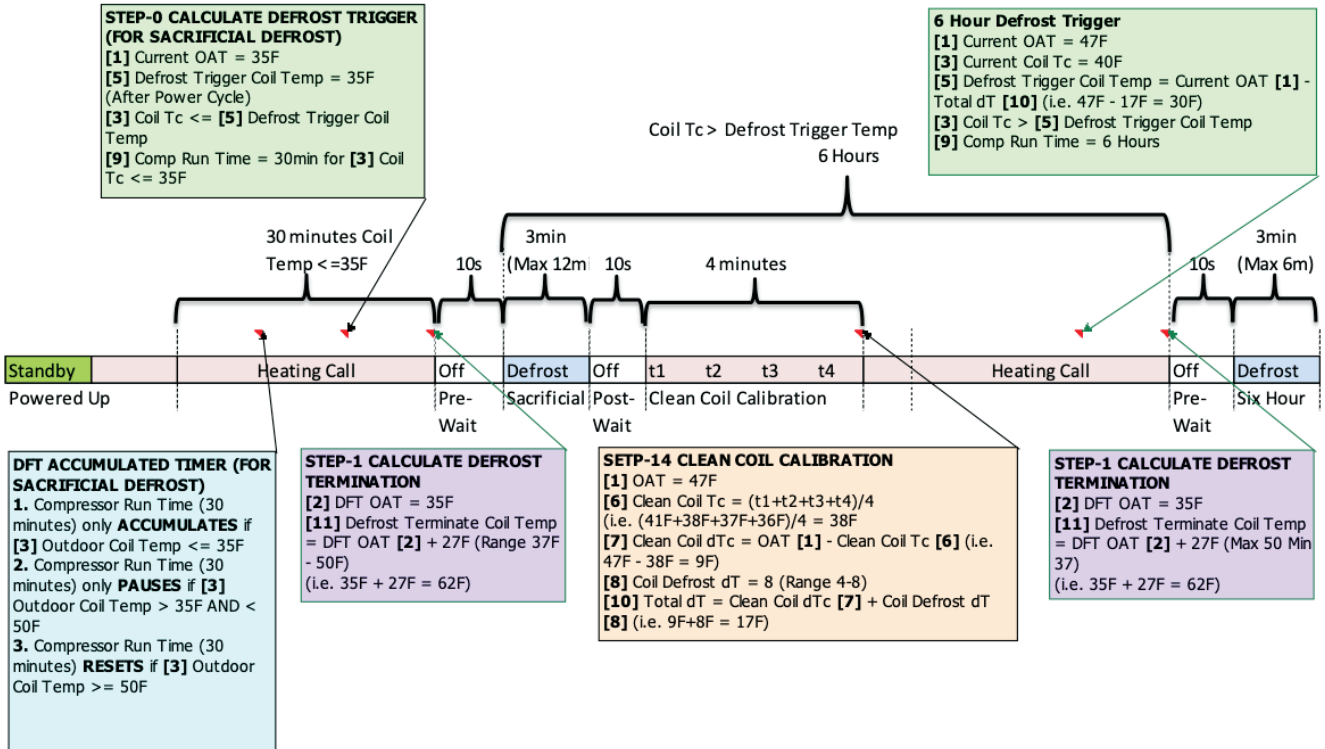 STEP-0 CALCULATE DEFROST TRIGGER
(FOR SACRIFICIAL DEFROST)
[1] Current OAT = 35F
[5] Defrost Trigger Coil Temp = 35F
(After Power Cycle)
[3] Coil Tc <= [5] Defrost Trigger Coil
Temp
[9] Comp Run Time = 30min for [3] Coil
Tc <= 35F
6 Hour Defrost Trigger
[1] Current OAT = 47F
[3] Current Coil Tc = 40F
[5] Defrost Trigger Coil Temp = Current OAT [1] -
Total dT [10] (i.e. 47F - 17F = 30F)
[3] Coil Tc > [5] Defrost Trigger Coil Temp
[9] Comp Run Time = 6 Hours
Coil Tc > Defrost Trigger Temp
6 Hours
30 minutes Coil
Temp <=35F
10s
3min
(Max 12mi
10s
4 minutes
10s
3min
(Max 6m)
Standby
Heating Call
Off
Defrost
Off
t1 t2 t3 t4
Heating Call
Off
Defrost
Powered Up
Pre-
Wait
Sacrificial
Post-
Wait
Clean Coil Calibration
Pre-
Wait
Six Hour
DFT ACCUMULATED TIMER (FOR
SACRIFICIAL DEFROST)
1. Compressor Run Time (30
minutes) only ACCUMULATES if
[3] Outdoor Coil Temp <= 35F
2. Compressor Run Time (30
minutes) only PAUSES if [3]
Outdoor Coil Temp > 35F AND <
50F
3. Compressor Run Time (30
minutes) RESETS if [3] Outdoor
Coil Temp >= 50F
STEP-1 CALCULATE DEFROST
TERMINATION
[2] DFT OAT = 35F
[11] Defrost Terminate Coil Temp
= DFT OAT [2] + 27F (Range 37F
- 50F)
(i.e. 35F + 27F = 62F)
SETP-14 CLEAN COIL CALIBRATION
[1] OAT = 47F
[6] Clean Coil Tc = (t1+t2+t3+t4)/4
(i.e. (41F+38F+37F+36F)/4 = 38F
[7] Clean Coil dTc = OAT [1] - Clean Coil Tc [6] (i.e.
47F - 38F = 9F)
[8] Coil Defrost dT = 8 (Range 4-8)
[10] Total dT = Clean Coil dTc [7] + Coil Defrost dT
[8] (i.e. 9F+8F = 17F)
STEP-1 CALCULATE DEFROST
TERMINATION
[2] DFT OAT = 35F
[11] Defrost Terminate Coil Temp
= DFT OAT [2] + 27F (Max 50 Min
37)
(i.e. 35F + 27F = 62F)